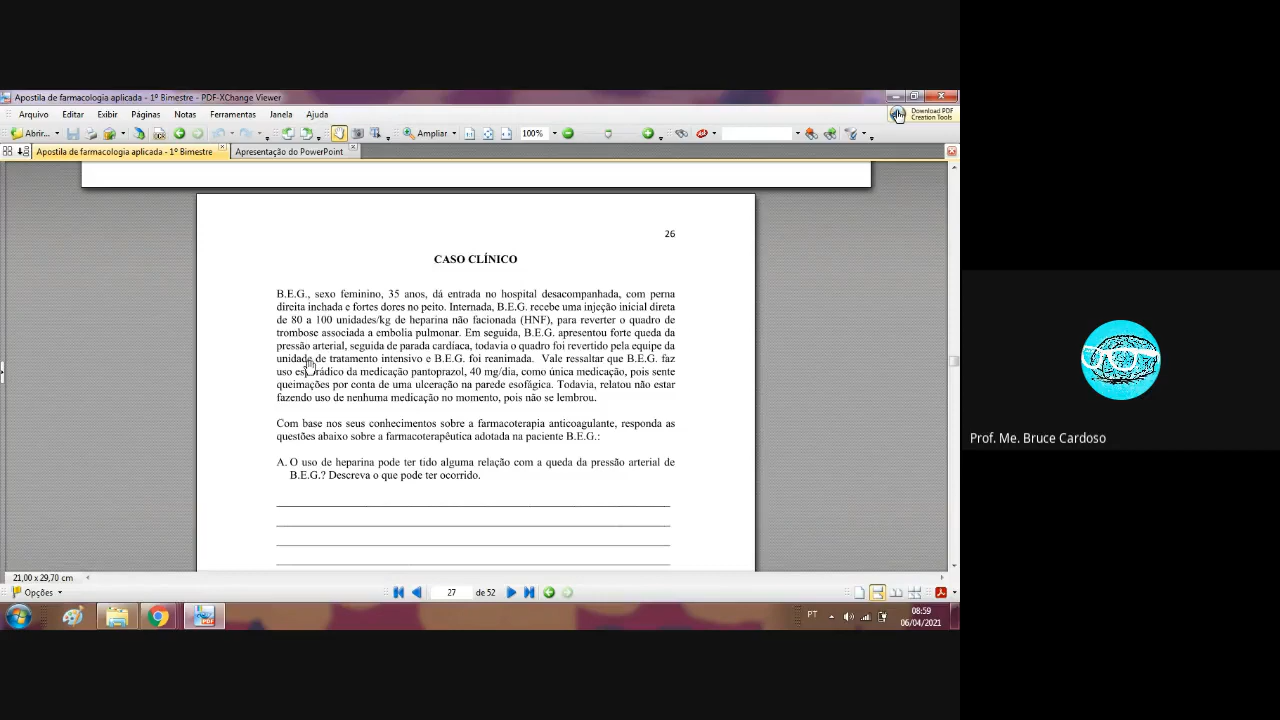 Apostila de farmacologia aplicada - 1º Bimestre - PDF-XChange Viewer
Arquivo Editar Exibir Páginas Notas Ferramentas Janela Ajuda
Download PDF
Creation Tools
Abrir... Ampliar 100%
Apostila de farmacologia aplicada - 1º Bimestre Apresentação do PowerPoint
26
CASO CLÍNICO
B.E.G., sexo feminino, 35 anos, dá entrada no hospital desacompanhada, com perna
direita inchada e fortes dores no peito. Internada, B.E.G. recebe uma injeção inicial direta
de 80 a 100 unidades/kg de heparina não facionada (HNF), para reverter o quadro de
trombose associada a embolia pulmonar. Em seguida, B.E.G. apresentou forte queda da
pressão arterial, seguida de parada cardíaca, todavia o quadro foi revertido pela equipe da
unidade de tratamento intensivo e B.E.G. foi reanimada. Vale ressaltar que B.E.G. faz
uso esporádico da medicação pantoprazol, 40 mg/dia, como única medicação, pois sente
queimações por conta de uma ulceração na parede esofágica. Todavia, relatou não estar
fazendo uso de nenhuma medicação no momento, pois não se lembrou.
Com base nos seus conhecimentos sobre a farmacoterapia anticoagulante, responda as
questões abaixo sobre a farmacoterapêutica adotada na paciente B.E.G.:
A. O uso de heparina pode ter tido alguma relação com a queda da pressão arterial de
B.E.G.? Descreva o que pode ter ocorrido.
Prof. Me. Bruce Cardoso
21,00 x 29,70 cm
Opções 27 de 52
PT 08:59
06/04/2021